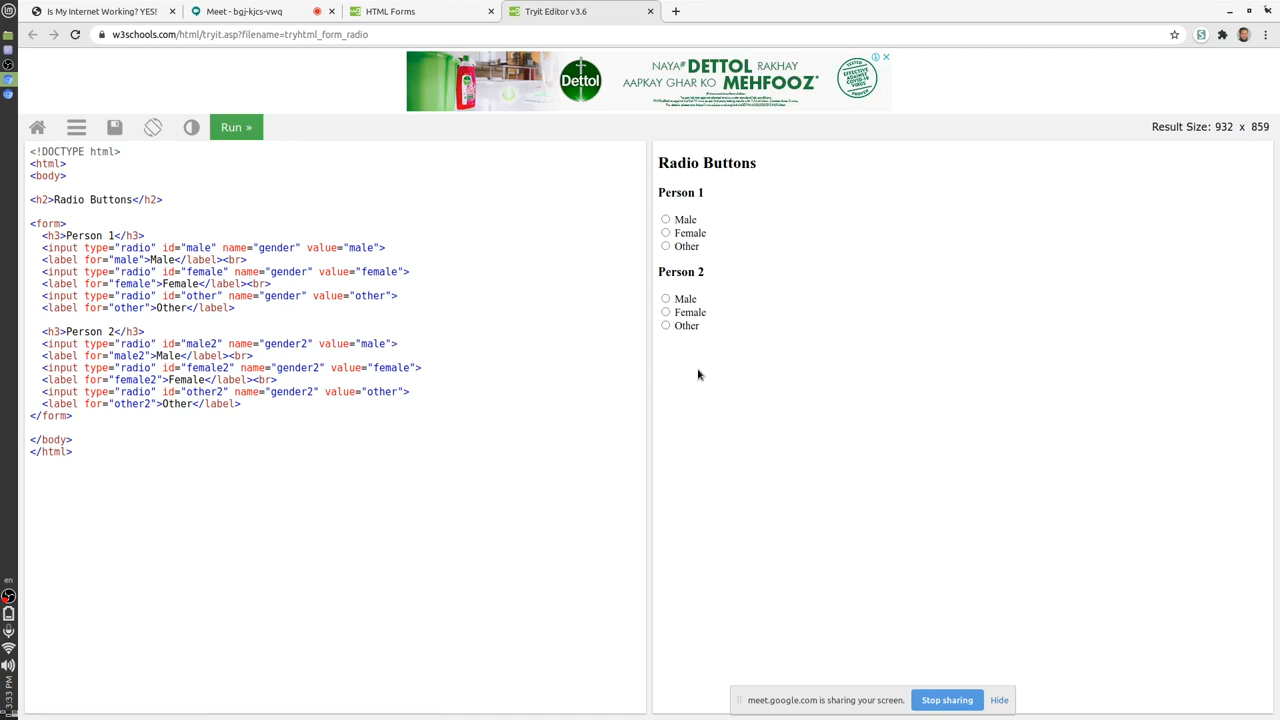 Is My Internet Working? YES!
Meet - bgj-kjcs-vwq
HTML Forms
Tryit Editor v3.6
w3schools.com/html/tryit.asp?filename=tryhtml_form_radio
Dettol
NAYA# DETTOL RAKHAY
AAPKAY GHAR KO MEHFOOZ*
Run »
Result Size: 932 x 859
<!DOCTYPE html>
<html>
<body>
<h2>Radio Buttons</h2>
<form>
<h3>Person 1</h3>
<input type="radio" id="male" name="gender" value="male">
<label for="male">Male</label><br>
<input type="radio" id="female" name="gender" value="female">
<label for="female">Female</label><br>
<input type="radio" id="other" name="gender" value="other">
<label for="other">Other</label>
<h3>Person 2</h3>
<input type="radio" id="male2" name="gender2" value="male">
<label for="male2">Male</label><br>
<input type="radio" id="female2" name="gender2" value="female">
<label for="female2">Female</label><br>
<input type="radio" id="other2" name="gender2" value="other">
<label for="other2">Other</label>
</form>
</body>
</html>
Radio Buttons
Person 1
Male
Female
Other
Person 2
Male
Female
Other
en
3:33 PM
meet.google.com is sharing your screen.
Stop sharing
Hide